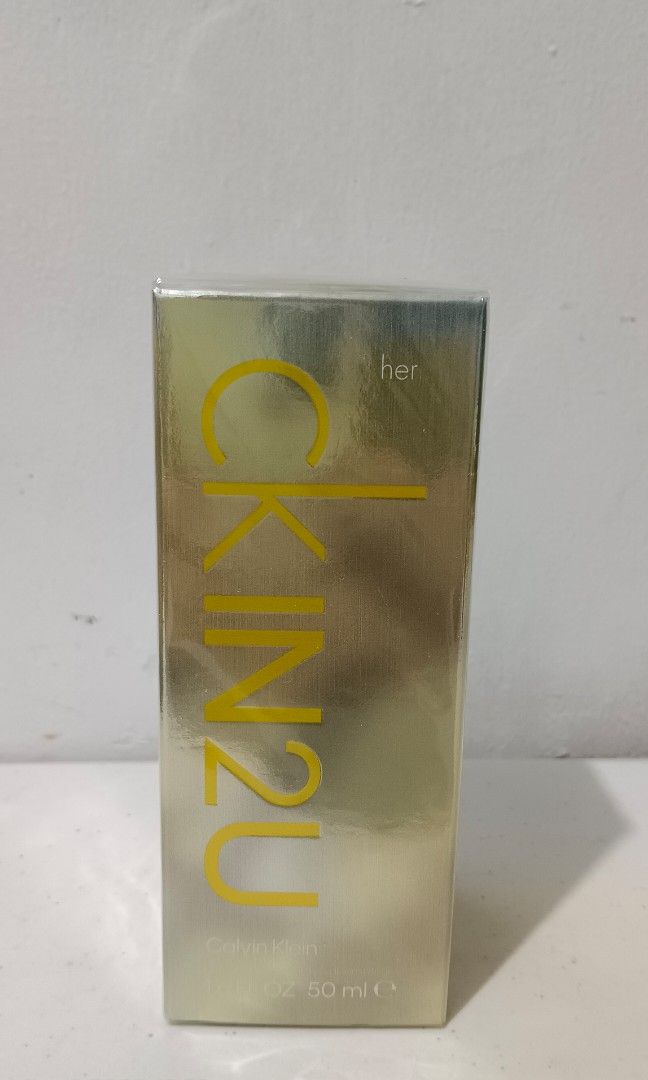 her
CKIN2U
Calvin Klein
FL OZ 50 ml ℮